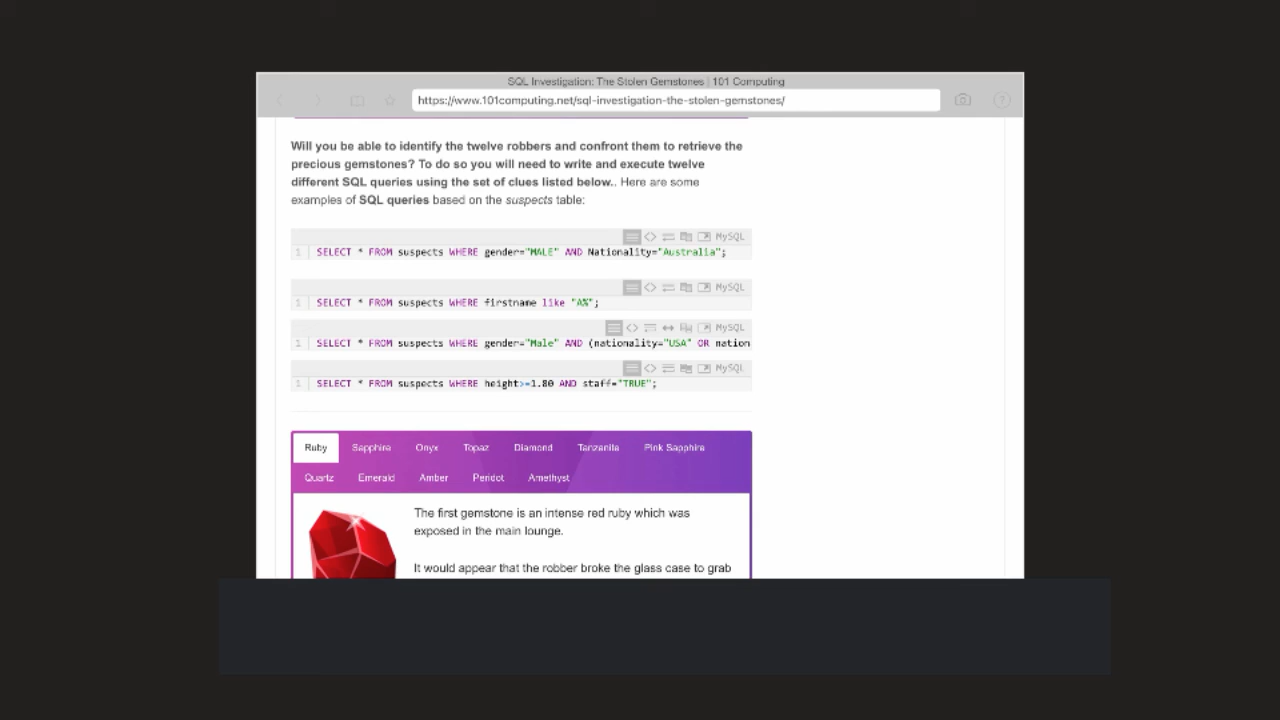 SQL Investigation: The Stolen Gemstones | 101 Computing
https://www.101computing.net/sql-investigation-the-stolen-gemstones/
Will you be able to identify the twelve robbers and confront them to retrieve the
precious gemstones? To do so you will need to write and execute twelve
different SQL queries using the set of clues listed below.. Here are some
examples of SQL queries based on the suspects table:
MySQL
1 SELECT * FROM suspects WHERE gender="MALE" AND Nationality="Australia";
MySQL
1 SELECT * FROM suspects WHERE firstname like "A%";
MySQL
1 SELECT * FROM suspects WHERE gender="Male" AND (nationality="USA" OR nation
MySQL
1 SELECT * FROM suspects WHERE height>=1.80 AND staff="TRUE";
Ruby Sapphire Onyx Topaz Diamond Tanzanite Pink Sapphire
Quartz Emerald Amber Peridot Amethyst
The first gemstone is an intense red ruby which was
exposed in the main lounge.
It would appear that the robber broke the glass case to grab